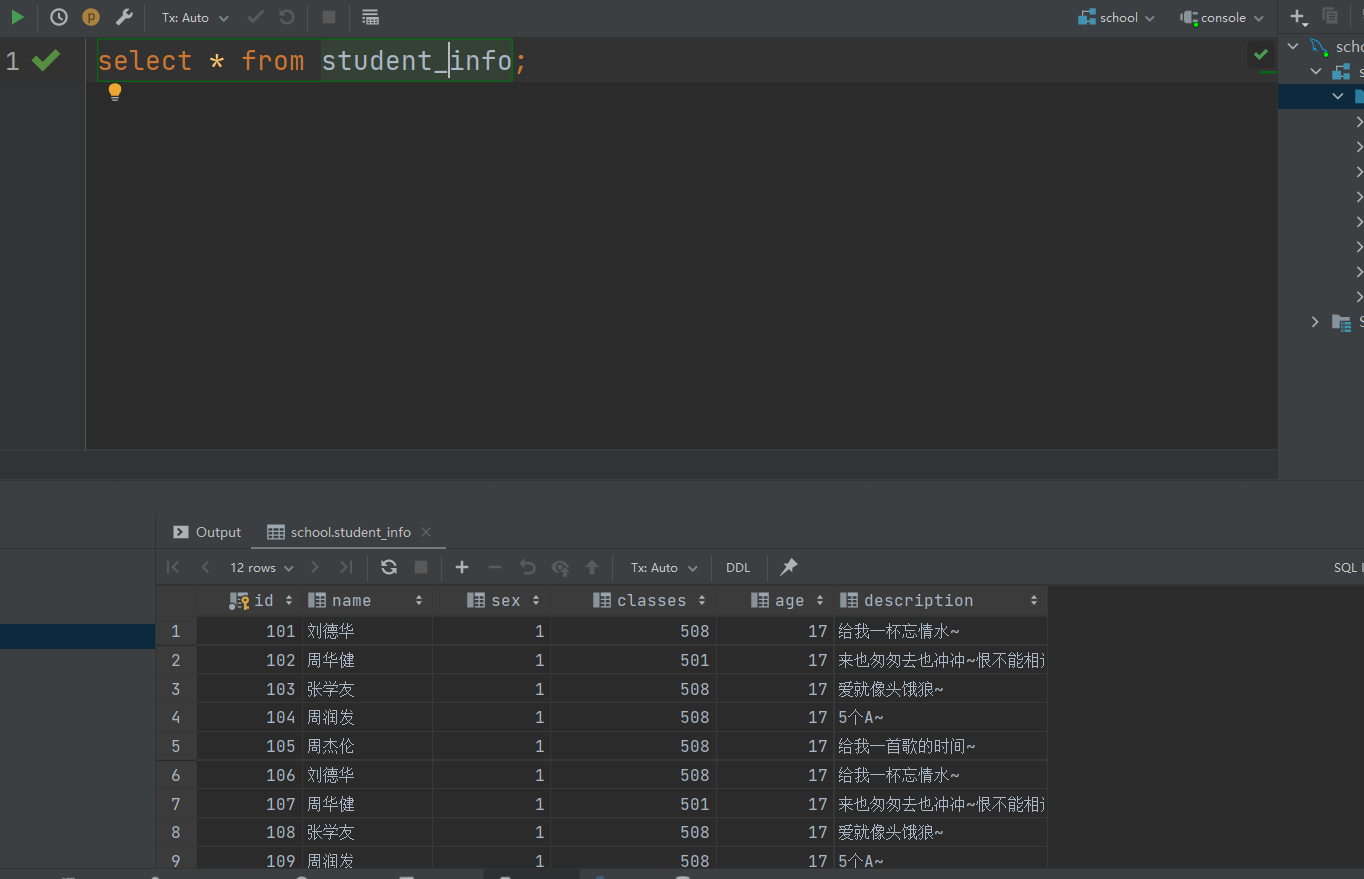 Tx: Auto school console
1 select * from student_info;
Output school.student_info
12 rows Tx: Auto DDL SQL
id name sex classes age description
1 101 刘德华 1 508 17 给我一杯忘情水~
2 102 周华健 1 501 17 来也匆匆去也冲冲~恨不能相
3 103 张学友 1 508 17 爱就像头饿狼~
4 104 周润发 1 508 17 5个A~
5 105 周杰伦 1 508 17 给我一首歌的时间~
6 106 刘德华 1 508 17 给我一杯忘情水~
7 107 周华健 1 501 17 来也匆匆去也冲冲~恨不能相
8 108 张学友 1 508 17 爱就像头饿狼~
9 109 周润发 1 508 17 5个A~